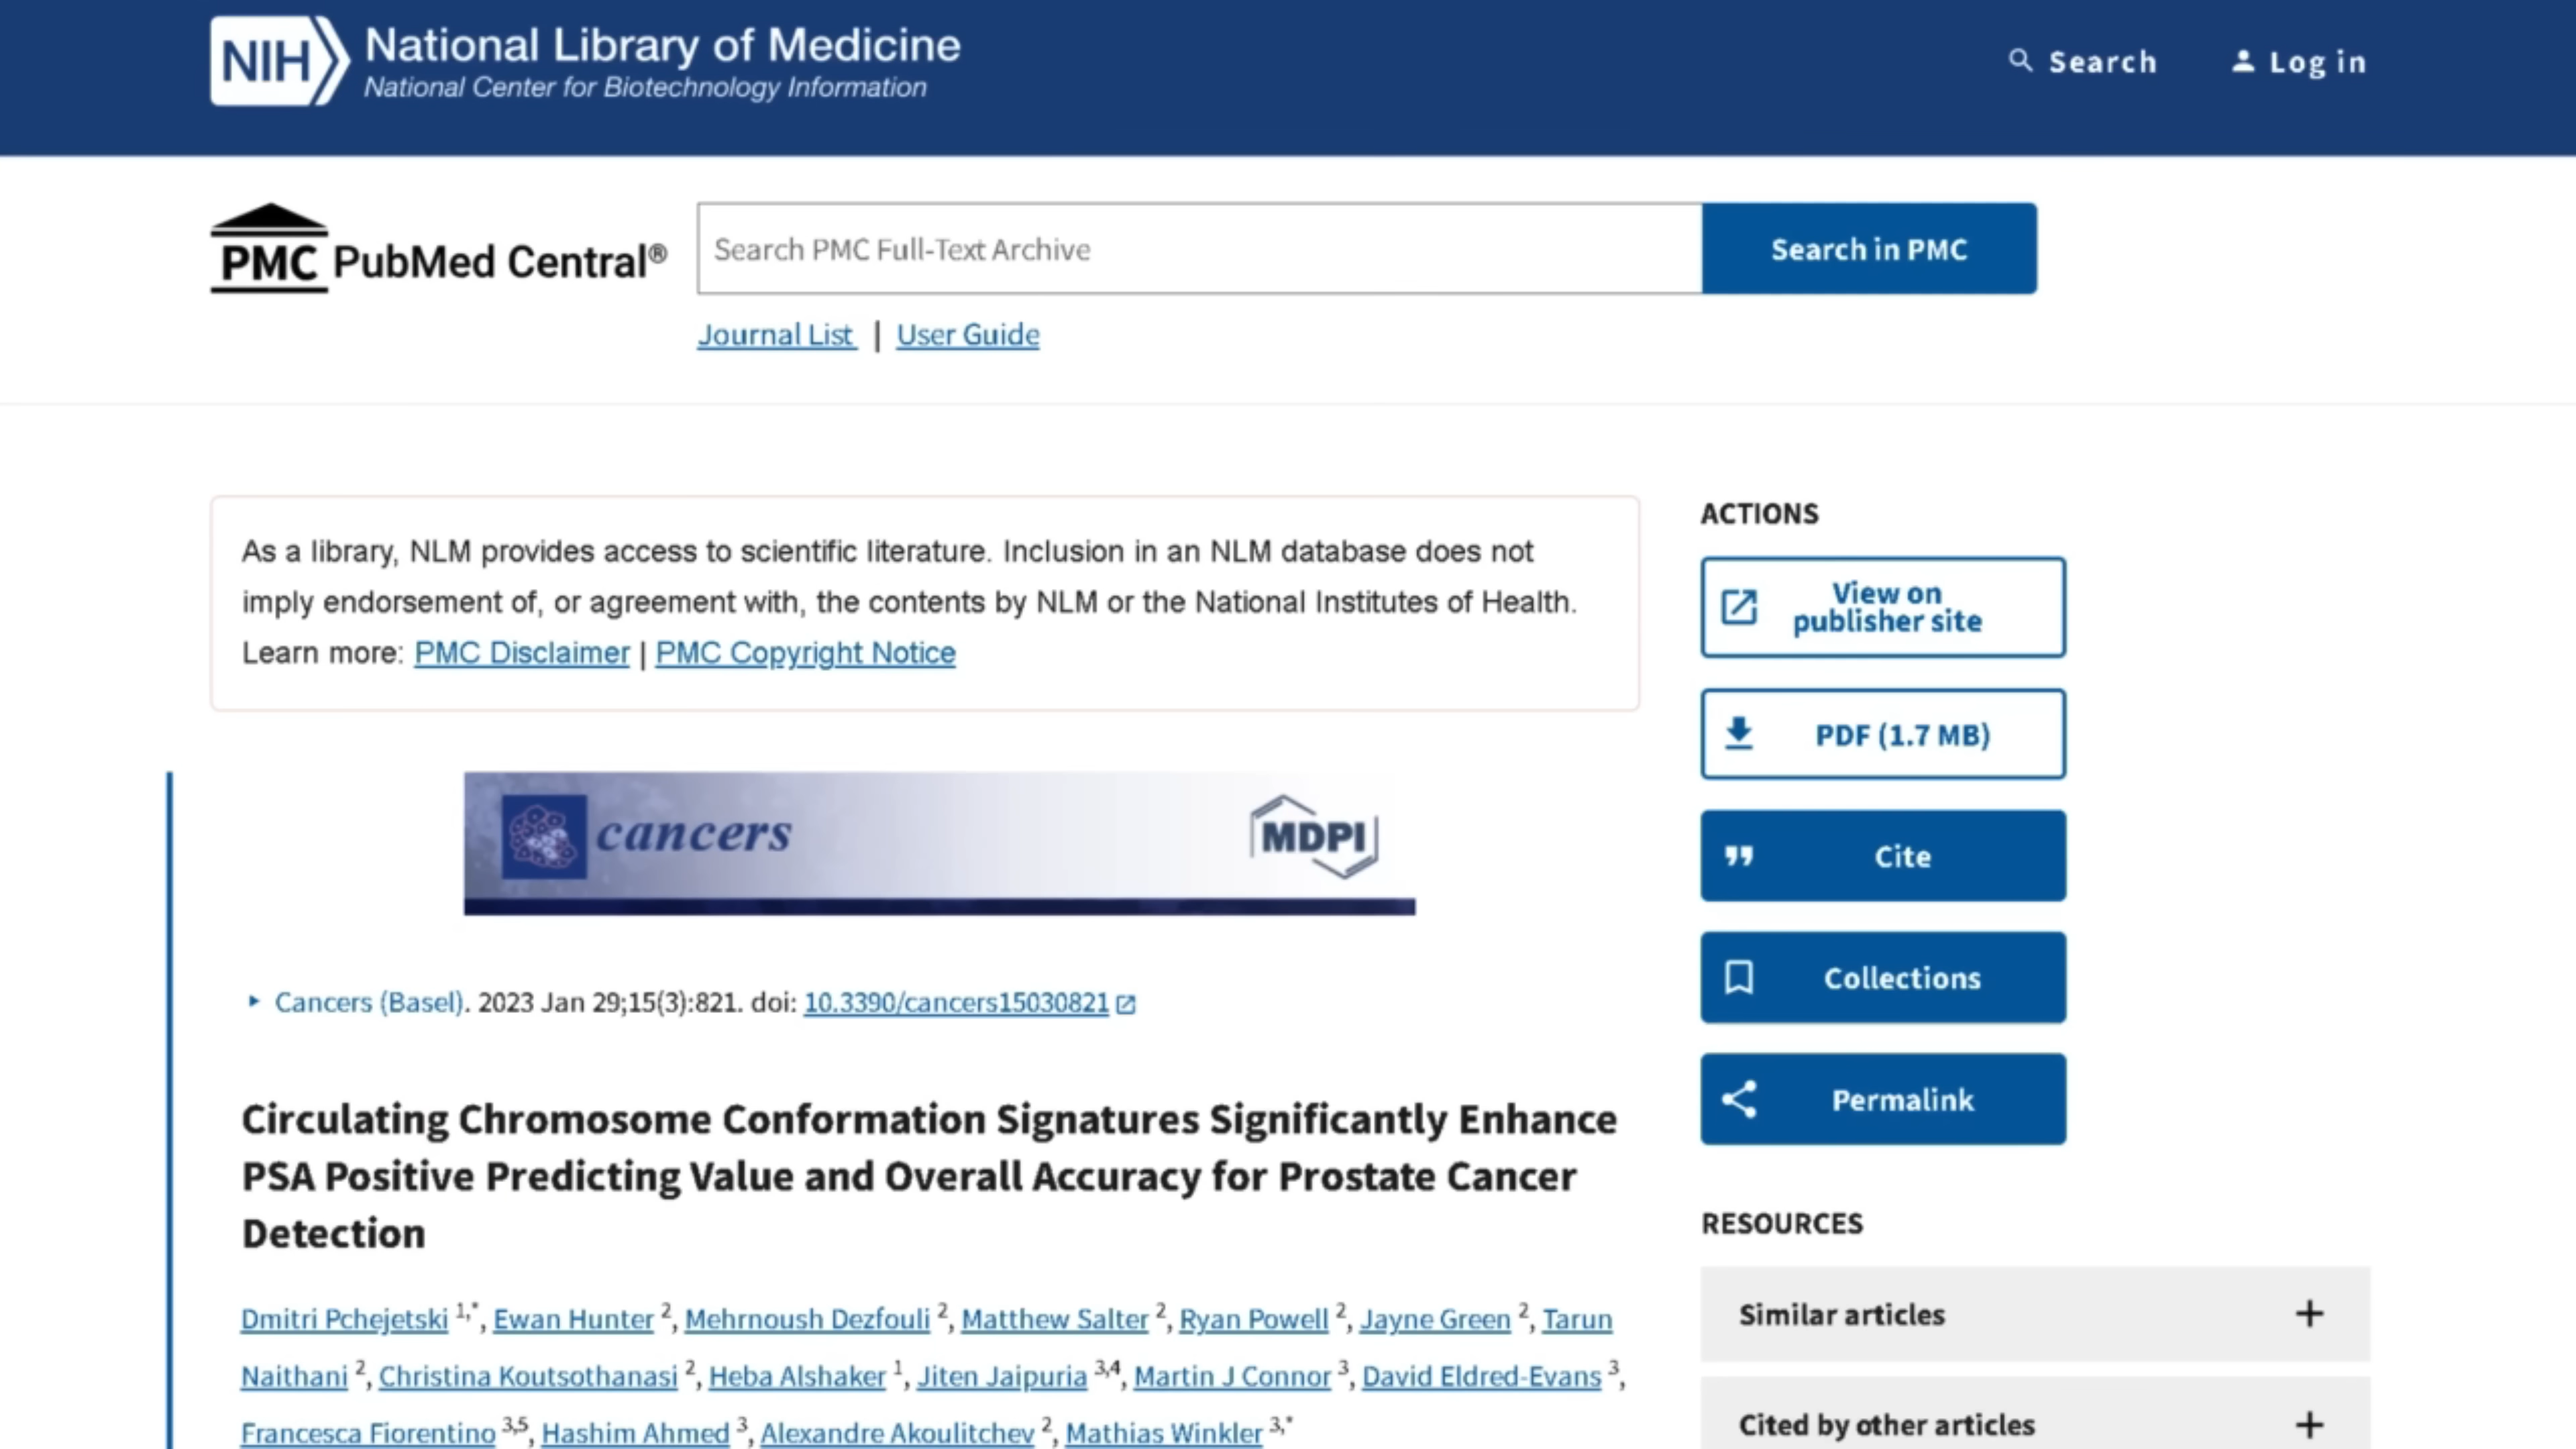 NIH National Library of Medicine
National Center for Biotechnology Information
Search Log in
PMC PubMed Central®
Search PMC Full-Text Archive
Search in PMC
Journal List | User Guide
As a library, NLM provides access to scientific literature. Inclusion in an NLM database does not
imply endorsement of, or agreement with, the contents by NLM or the National Institutes of Health.
Learn more: PMC Disclaimer | PMC Copyright Notice
cancers
MDPI
Cancers (Basel). 2023 Jan 29;15(3):821. doi: 10.3390/cancers15030821
Circulating Chromosome Conformation Signatures Significantly Enhance
PSA Positive Predicting Value and Overall Accuracy for Prostate Cancer
Detection
Dmitri Pchejetski 1,*, Ewan Hunter 2, Mehrnoush Dezfouli 2, Matthew Salter 2, Ryan Powell 2, Jayne Green 2, Tarun
Naithani 2, Christina Koutsothanasi 2, Heba Alshaker 1, Jiten Jaipuria 3,4, Martin J Connor 3, David Eldred-Evans 3,
Francesca Fiorentino 3,5, Hashim Ahmed 3, Alexandre Akoulitchev 2, Mathias Winkler 3,*
ACTIONS
View on
publisher site
PDF (1.7 MB)
Cite
Collections
Permalink
RESOURCES
Similar articles
Cited by other articles